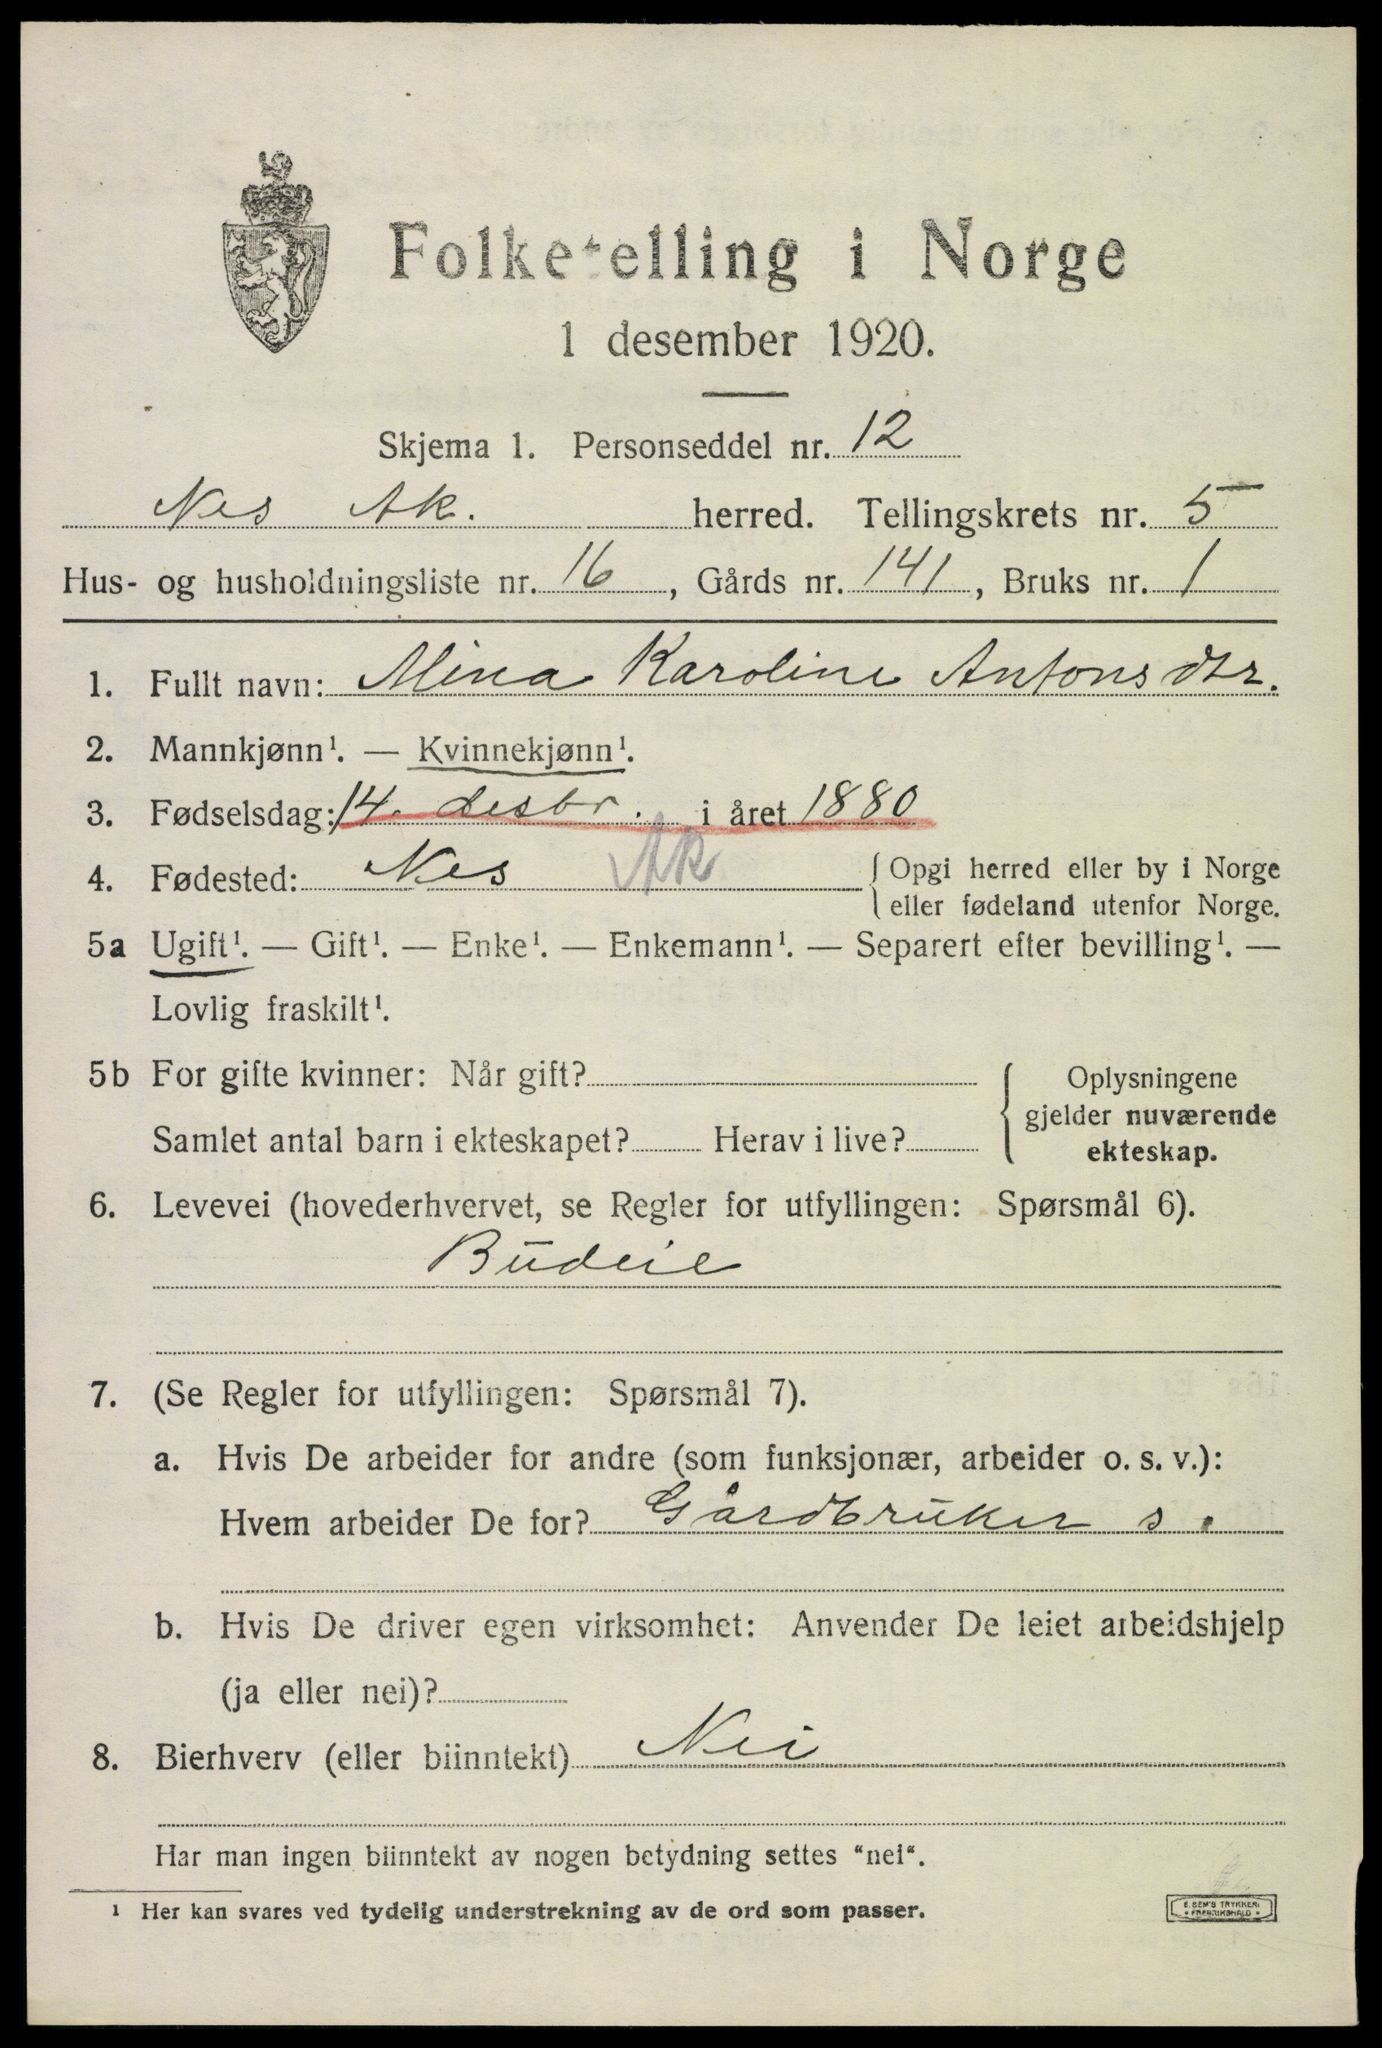 Folketelling i Norge
1 desember 1920.
Skjema 1. Personseddel nr. 12
Nes Ak. herred. Tellingskrets nr. 5
Hus- og husholdningsliste nr. 16, Gårds nr. 141, Bruks nr. 1
1. Fullt navn: Mina Karoline Antonsdtr.
2. Mannkjønn¹. — Kvinnekjønn¹.
3. Fødselsdag: 14. desbr. i året 1880
4. Fødested: Nes Ak { Opgi herred eller by i Norge
eller fødeland utenfor Norge.
5a Ugift¹. — Gift¹. — Enke¹. — Enkemann¹. — Separert efter bevilling¹. —
Lovlig fraskilt¹.
5b For gifte kvinner: Når gift?
Samlet antal barn i ekteskapet? Herav i live?
{ Oplysningene
gjelder nuværende
ekteskap.
6. Levevei (hovederhvervet, se Regler for utfyllingen: Spørsmål 6).
Budeie
7. (Se Regler for utfyllingen: Spørsmål 7).
a. Hvis De arbeider for andre (som funksjonær, arbeider o. s. v.):
Hvem arbeider De for? Gårdbruker s.
b. Hvis De driver egen virksomhet: Anvender De leiet arbeidshjelp
(ja eller nei)?
8. Bierhverv (eller biinntekt) Nei
Har man ingen biinntekt av nogen betydning settes "nei".
¹ Her kan svares ved tydelig understrekning av de ord som passer.
E. SEM'S TRYKKERI
• FREDRIKSHALD •